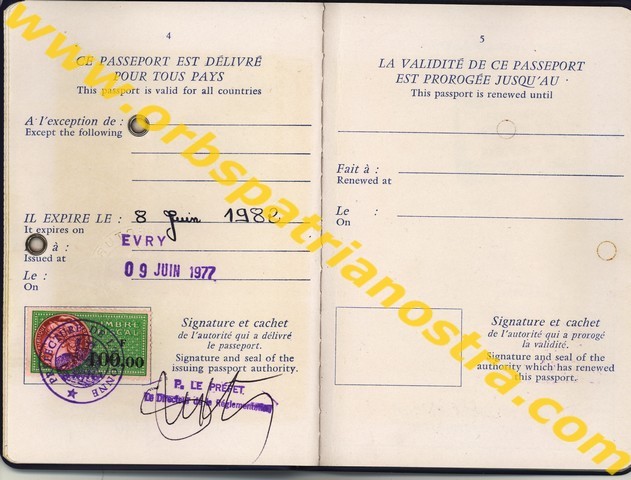 4
CE PASSEPORT EST DÉLIVRÉ
POUR TOUS PAYS
This passport is valid for all countries
A l'exception de :
Except the following
IL EXPIRE LE : 8 Juin 1982
It expires on
à : EVRY
Issued at
Le : 09 JUIN 1977
On
TIMBRE
FISCAL
F
100,00
Signature et cachet
de l'autorité qui a délivré
le passeport.
Signature and seal of the
issuing passport authority.
P. LE PRÉFET.
Le Directeur de la Réglementation
5
LA VALIDITÉ DE CE PASSEPORT
EST PROROGÉE JUSQU'AU
This passport is renewed until
Fait à :
Renewed at
Le :
On
Signature et cachet
de l'autorité qui a prorogé
la validité.
Signature and seal of the
authority which has renewed
this passport.
www.orbspatrianostra.com